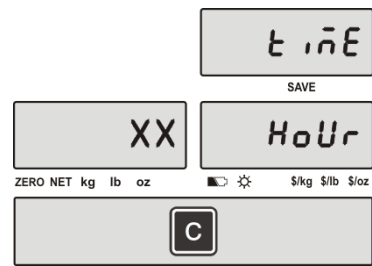 timE
SAVE
XX HoUr
ZERO NET kg lb oz $/kg $/lb $/oz
C